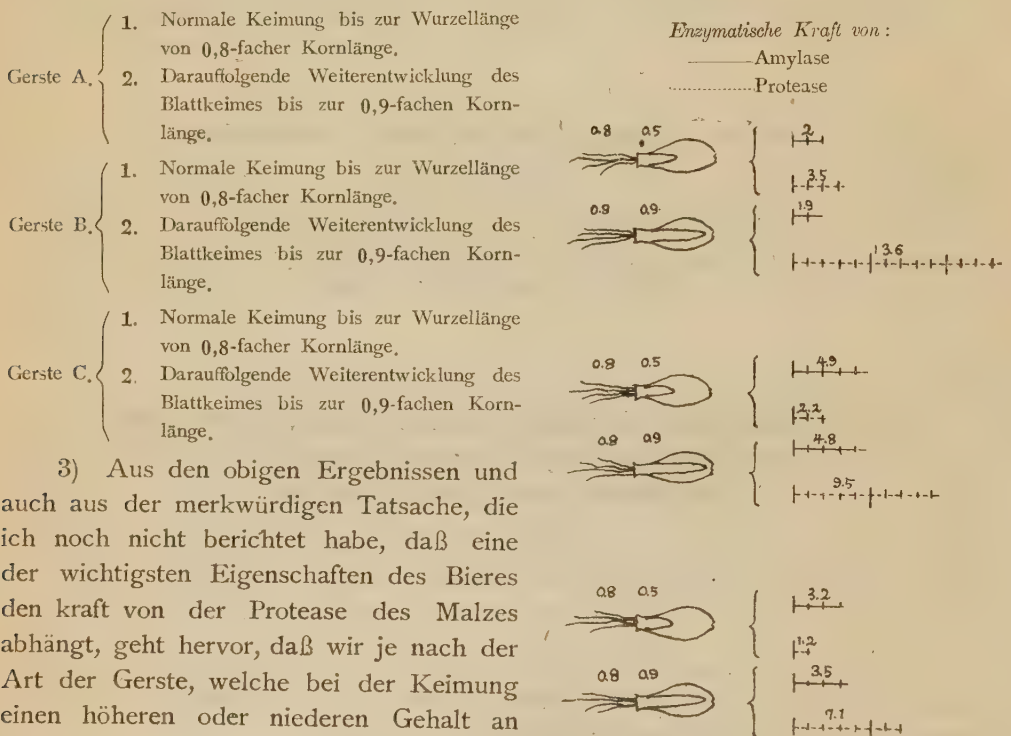 Gerste A.
1. Normale Keimung bis zur Wurzellänge
von 0,8-facher Kornlänge.
2. Darauffolgende Weiterentwicklung des
Blattkeimes bis zur 0,9-fachen Korn-
länge.
Gerste B.
1. Normale Keimung bis zur Wurzellänge
von 0,8-facher Kornlänge.
2. Darauffolgende Weiterentwicklung des
Blattkeimes bis zur 0,9-fachen Korn-
länge.
Gerste C.
1. Normale Keimung bis zur Wurzellänge
von 0,8-facher Kornlänge.
2. Darauffolgende Weiterentwicklung des
Blattkeimes bis zur 0,9-fachen Korn-
länge.
3) Aus den obigen Ergebnissen und
auch aus der merkwürdigen Tatsache, die
ich noch nicht berichtet habe, daß eine
der wichtigsten Eigenschaften des Bieres
den kraft von der Protease des Malzes
abhängt, geht hervor, daß wir je nach der
Art der Gerste, welche bei der Keimung
einen höheren oder niederen Gehalt an
Enzymatische Kraft von:
Amylase
Protease
0.8 0.5 2
3.5
0.9 0.9 1.9
13.6
0.8 0.5 4.9
2.2
0.8 0.9 4.8
9.5
0.8 0.5 3.2
1.2
0.8 0.9 3.5
7.1